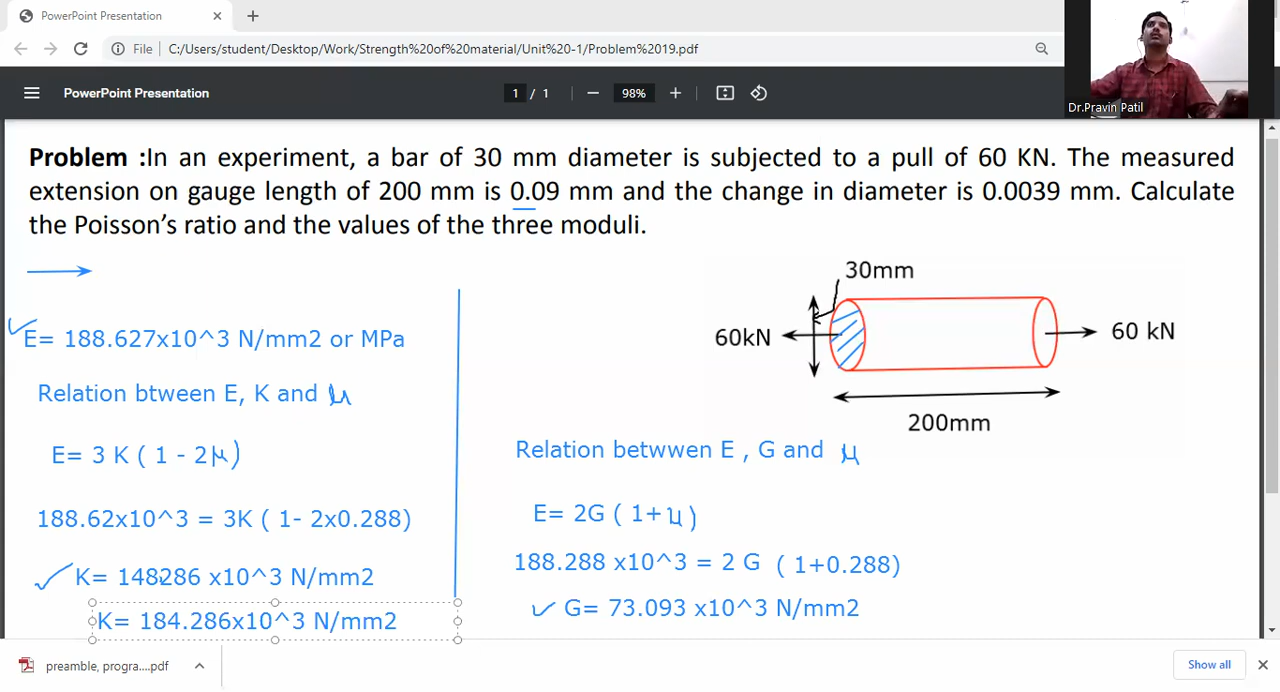 PowerPoint Presentation
File
C:/Users/student/Desktop/Work/Strength%20of%20material/Unit%20-1/Problem%2019.pdf
PowerPoint Presentation
1 / 1
98%
Dr.Pravin Patil
Problem :In an experiment, a bar of 30 mm diameter is subjected to a pull of 60 KN. The measured
extension on gauge length of 200 mm is 0.09 mm and the change in diameter is 0.0039 mm. Calculate
the Poisson's ratio and the values of the three moduli.
30mm
60kN
60 kN
200mm
E= 188.627x10^3 N/mm2 or MPa
Relation btween E, K and μ
E= 3 K ( 1 - 2μ)
188.62x10^3 = 3K ( 1- 2x0.288)
K= 148286 x10^3 N/mm2
K= 184.286x10^3 N/mm2
Relation betwwen E , G and μ
E= 2G ( 1+ μ )
188.288 x10^3 = 2 G ( 1+0.288)
G= 73.093 x10^3 N/mm2
preamble, progra....pdf
Show all